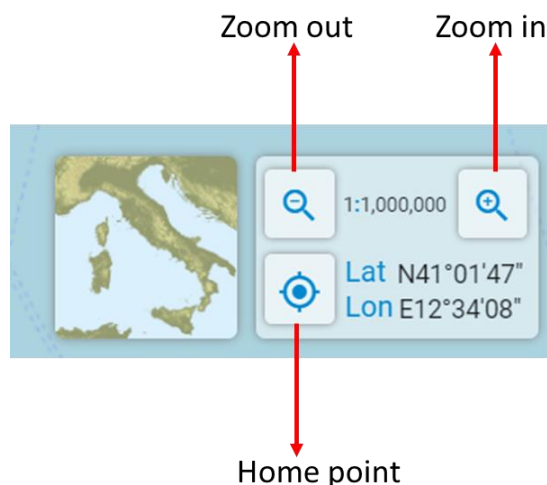 Zoom out
Zoom in
1:1,000,000
Lat N41°01'47"
Lon E12°34'08"
Home point